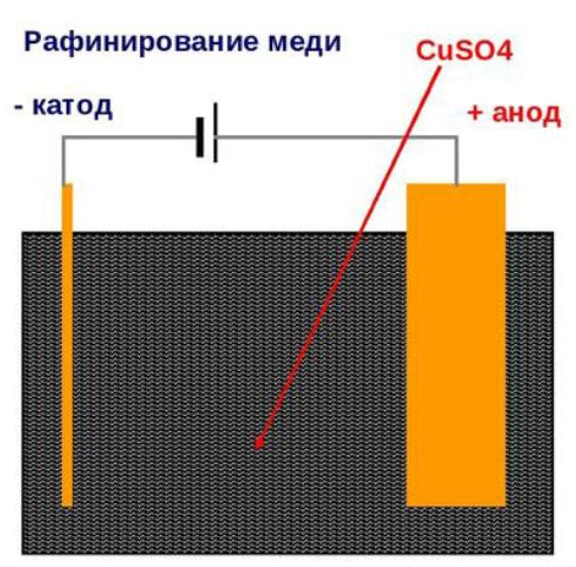 Рафинирование меди
CuSO4
- катод
+ анод